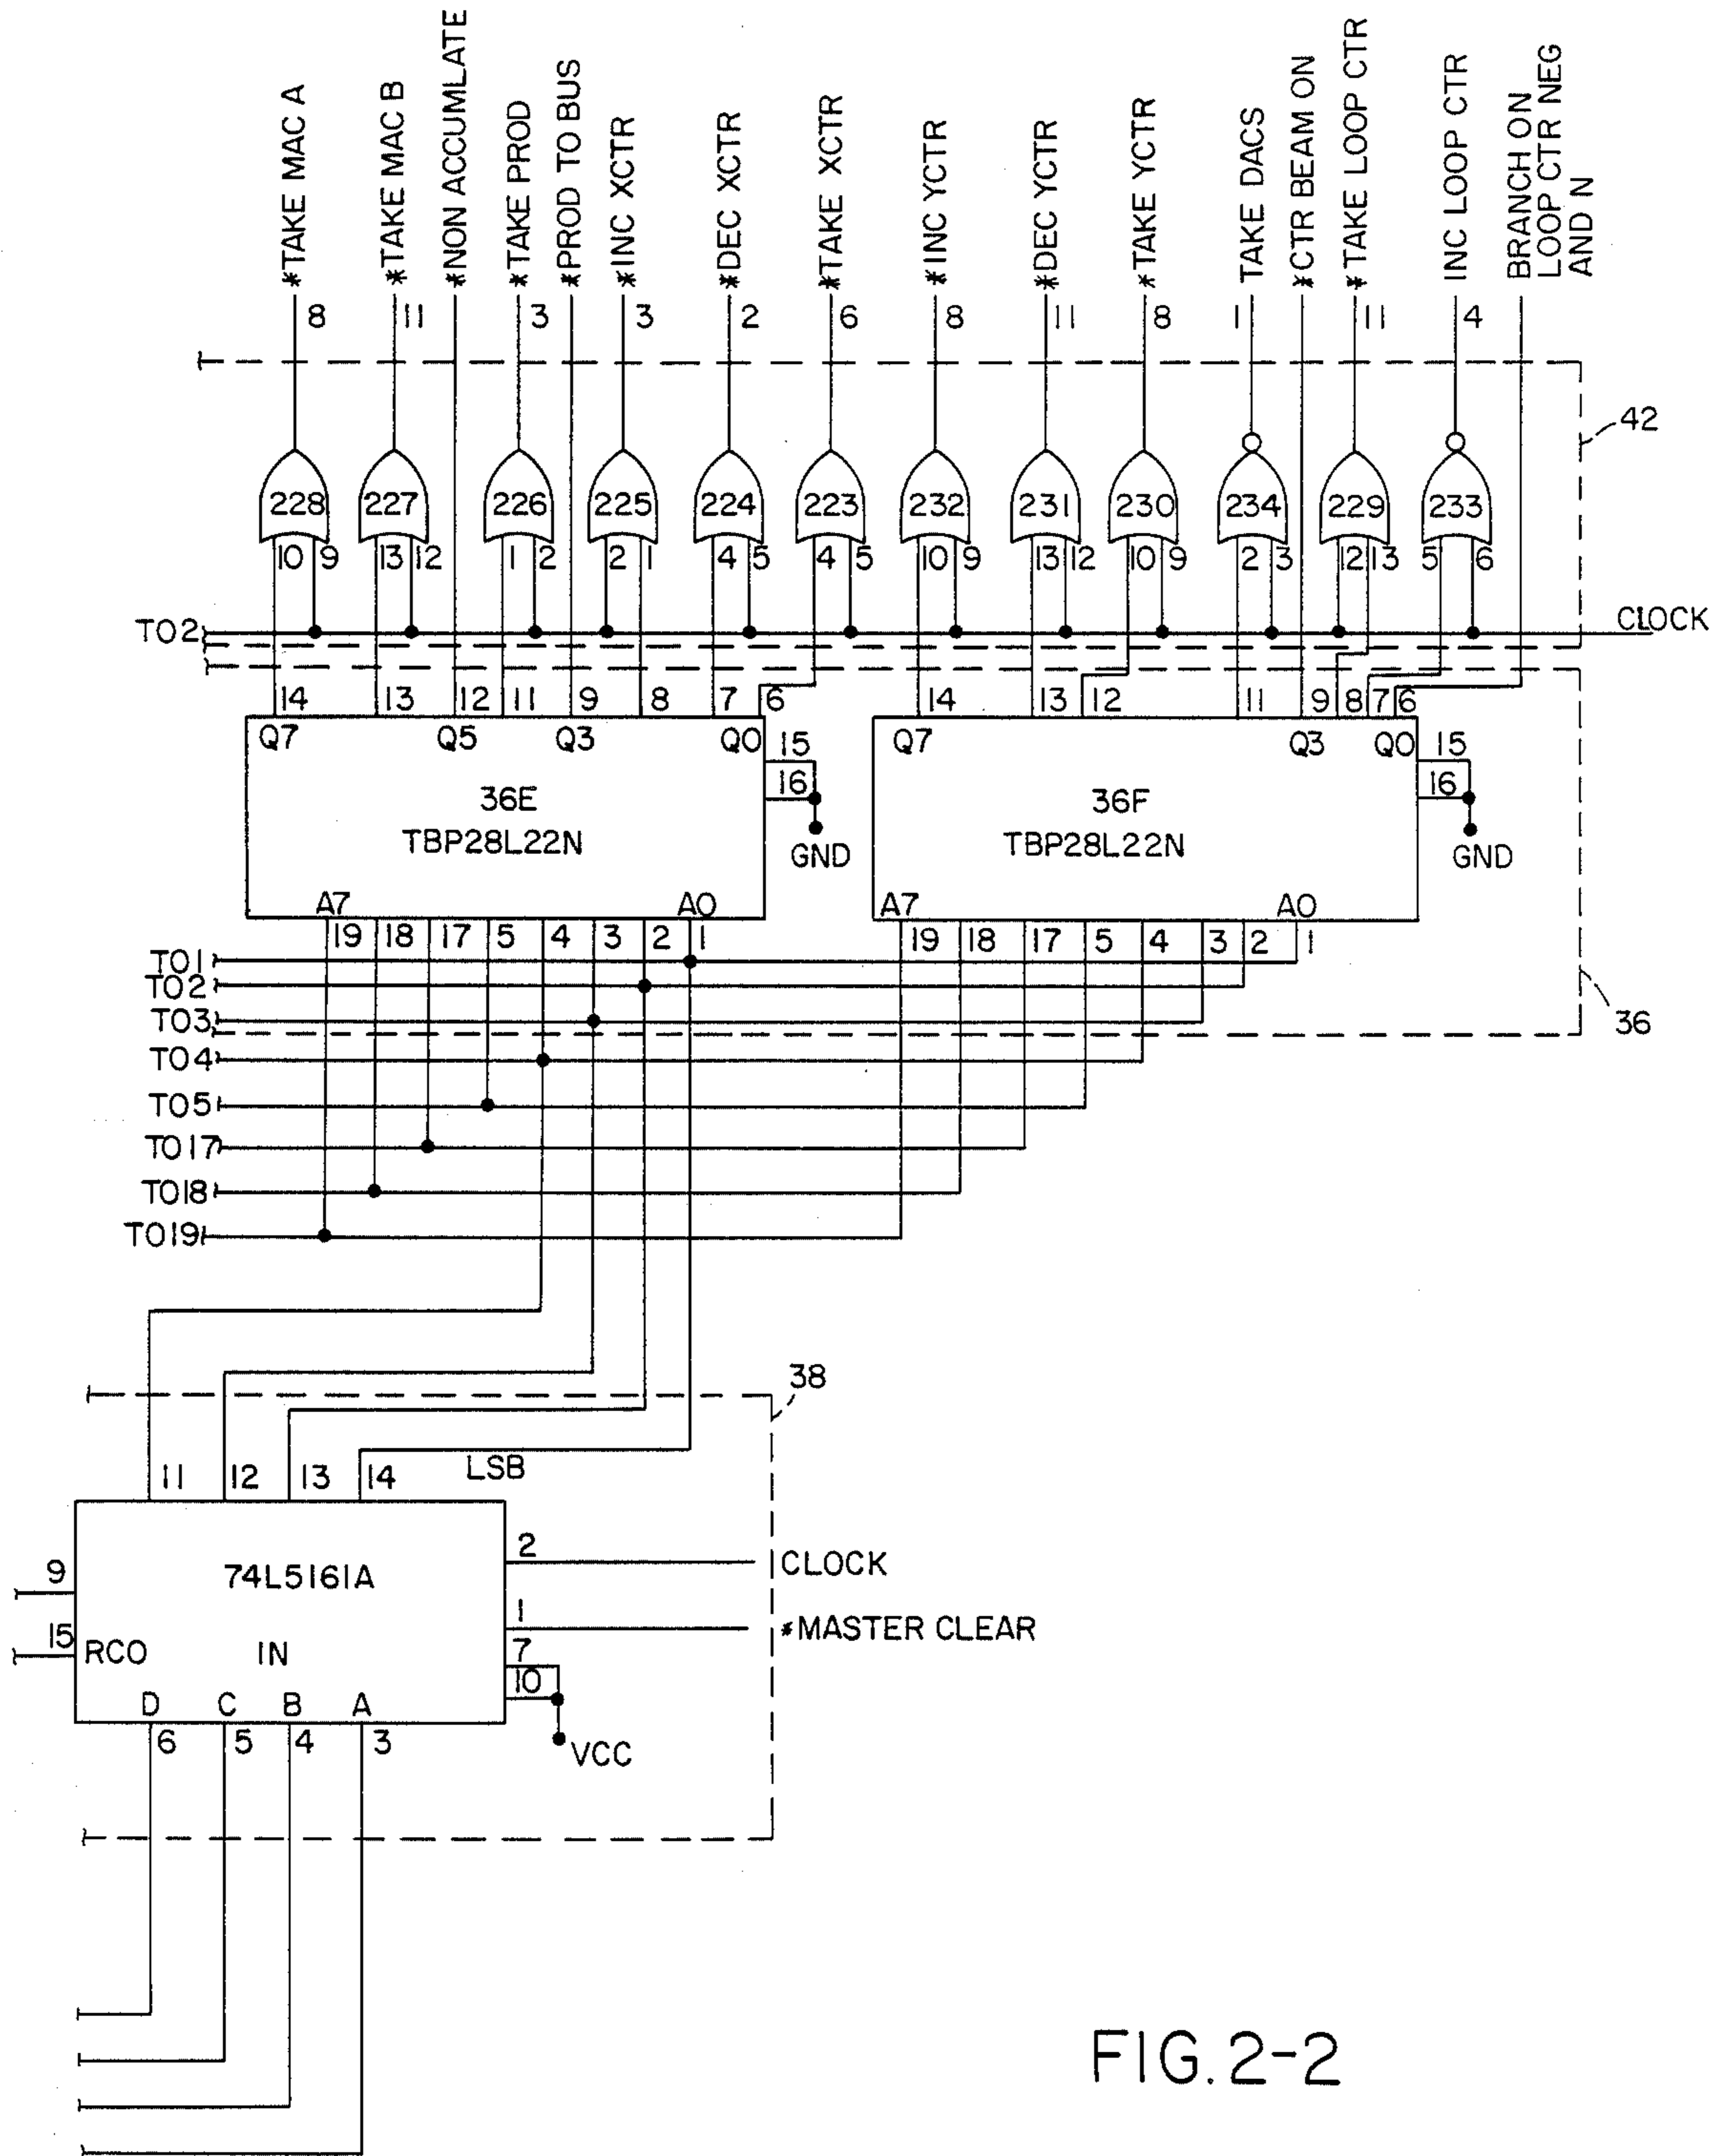 *TAKE MAC A
*TAKE MAC B
*NON ACCUMLATE
*TAKE PROD
*PROD TO BUS
*INC XCTR
*DEC XCTR
*TAKE XCTR
*INC YCTR
*DEC YCTR
*TAKE YCTR
TAKE DACS
*CTR BEAM ON
*TAKE LOOP CTR
INC LOOP CTR
BRANCH ON
LOOP CTR NEG
AND N
8 11 3 3 2 6 8 11 8 1 11 4
42
228 227 226 225 224 223 232 231 230 234 229 233
10 9 13 12 1 2 2 1 4 5 4 5 10 9 13 12 10 9 2 3 12 13 5 6
TO2 CLOCK
14 13 12 11 9 8 7 6 14 13 12 11 9 8 7 6
Q7 Q5 Q3 Q0 15 Q7 Q3 Q0 15
16 16
36E 36F
TBP28L22N TBP28L22N
GND GND
A7 A0 A7 A0
19 18 17 5 4 3 2 1 19 18 17 5 4 3 2 1
TO1
TO2
TO3
36
TO4
TO5
TO17
TO18
TO19
38
LSB
11 12 13 14
2 CLOCK
9 74L5161A
1 *MASTER CLEAR
15 RCO IN 7
10
D C B A
6 5 4 3
VCC
FIG. 2-2